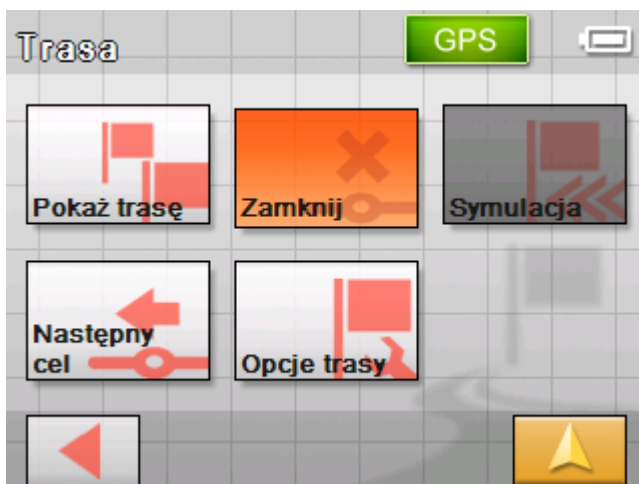 Trasa
GPS
Pokaż trasę
Zamknij
Symulacja
Następny
cel
Opcje trasy